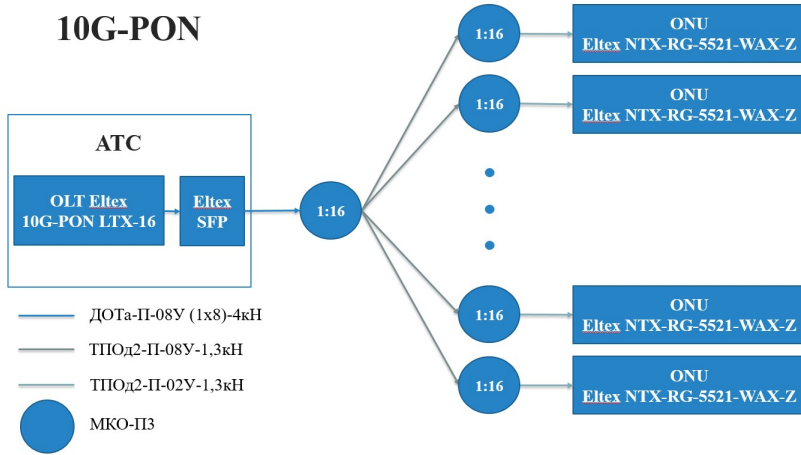 10G-PON
АТС
OLT Eltex
10G-PON LTX-16
Eltex
SFP
1:16
1:16
ONU
Eltex NTX-RG-5521-WAX-Z
1:16
ONU
Eltex NTX-RG-5521-WAX-Z
1:16
ONU
Eltex NTX-RG-5521-WAX-Z
1:16
ONU
Eltex NTX-RG-5521-WAX-Z
ДОТа-П-08У (1х8)-4кН
ТПОд2-П-08У-1,3кН
ТПОд2-П-02У-1,3кН
МКО-П3